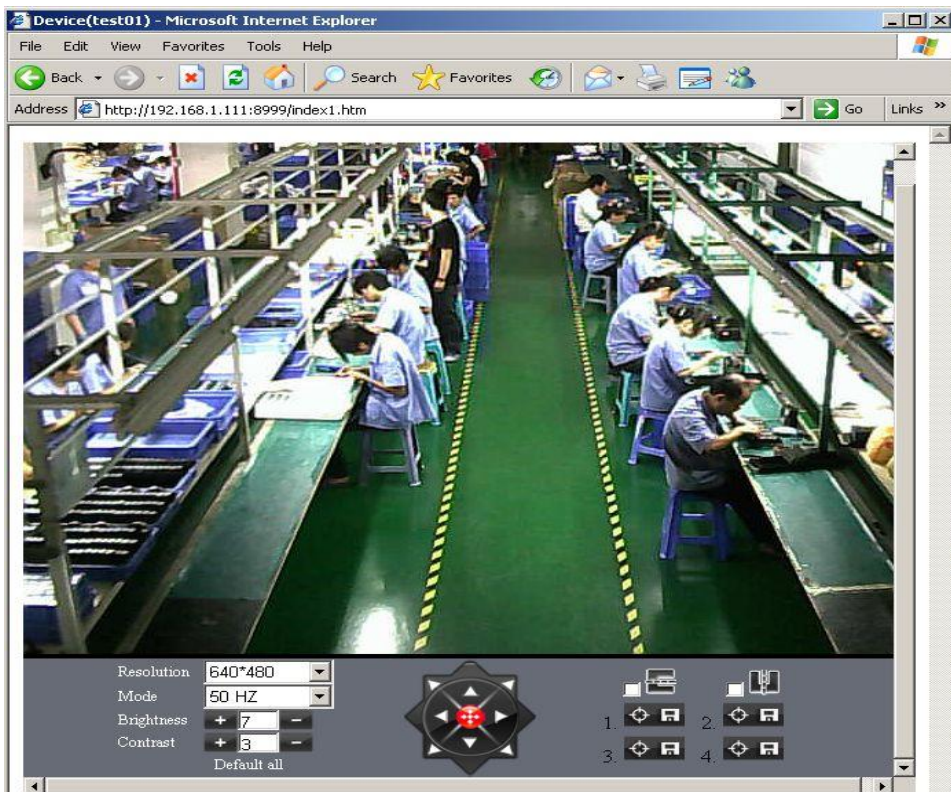 Device(test01) - Microsoft Internet Explorer
File Edit View Favorites Tools Help
Back Search Favorites
Address http://192.168.1.111:8999/index1.htm Go Links »
Resolution 640*480
Mode 50 HZ
Brightness + 7 -
Contrast + 3 -
Default all
1. 2.
3. 4.